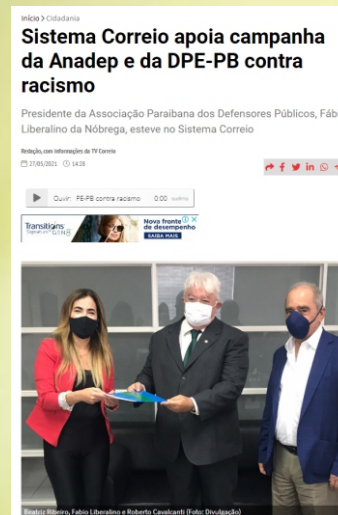 Início > Cidadania
Sistema Correio apoia campanha
da Anadep e da DPE-PB contra
racismo
Presidente da Associação Paraibana dos Defensores Públicos, Fábi
Liberalino da Nóbrega, esteve no Sistema Correio
Redação, com informações da TV Correio
27/05/2021 14:28
Ouvir: PE-PB contra racismo 0:00
Transitions
GEN8
Nova fronte
de desempenho
SAIBA MAIS
Beatriz Ribeiro, Fabio Liberalino e Roberto Cavalcanti (Foto: Divulgação)